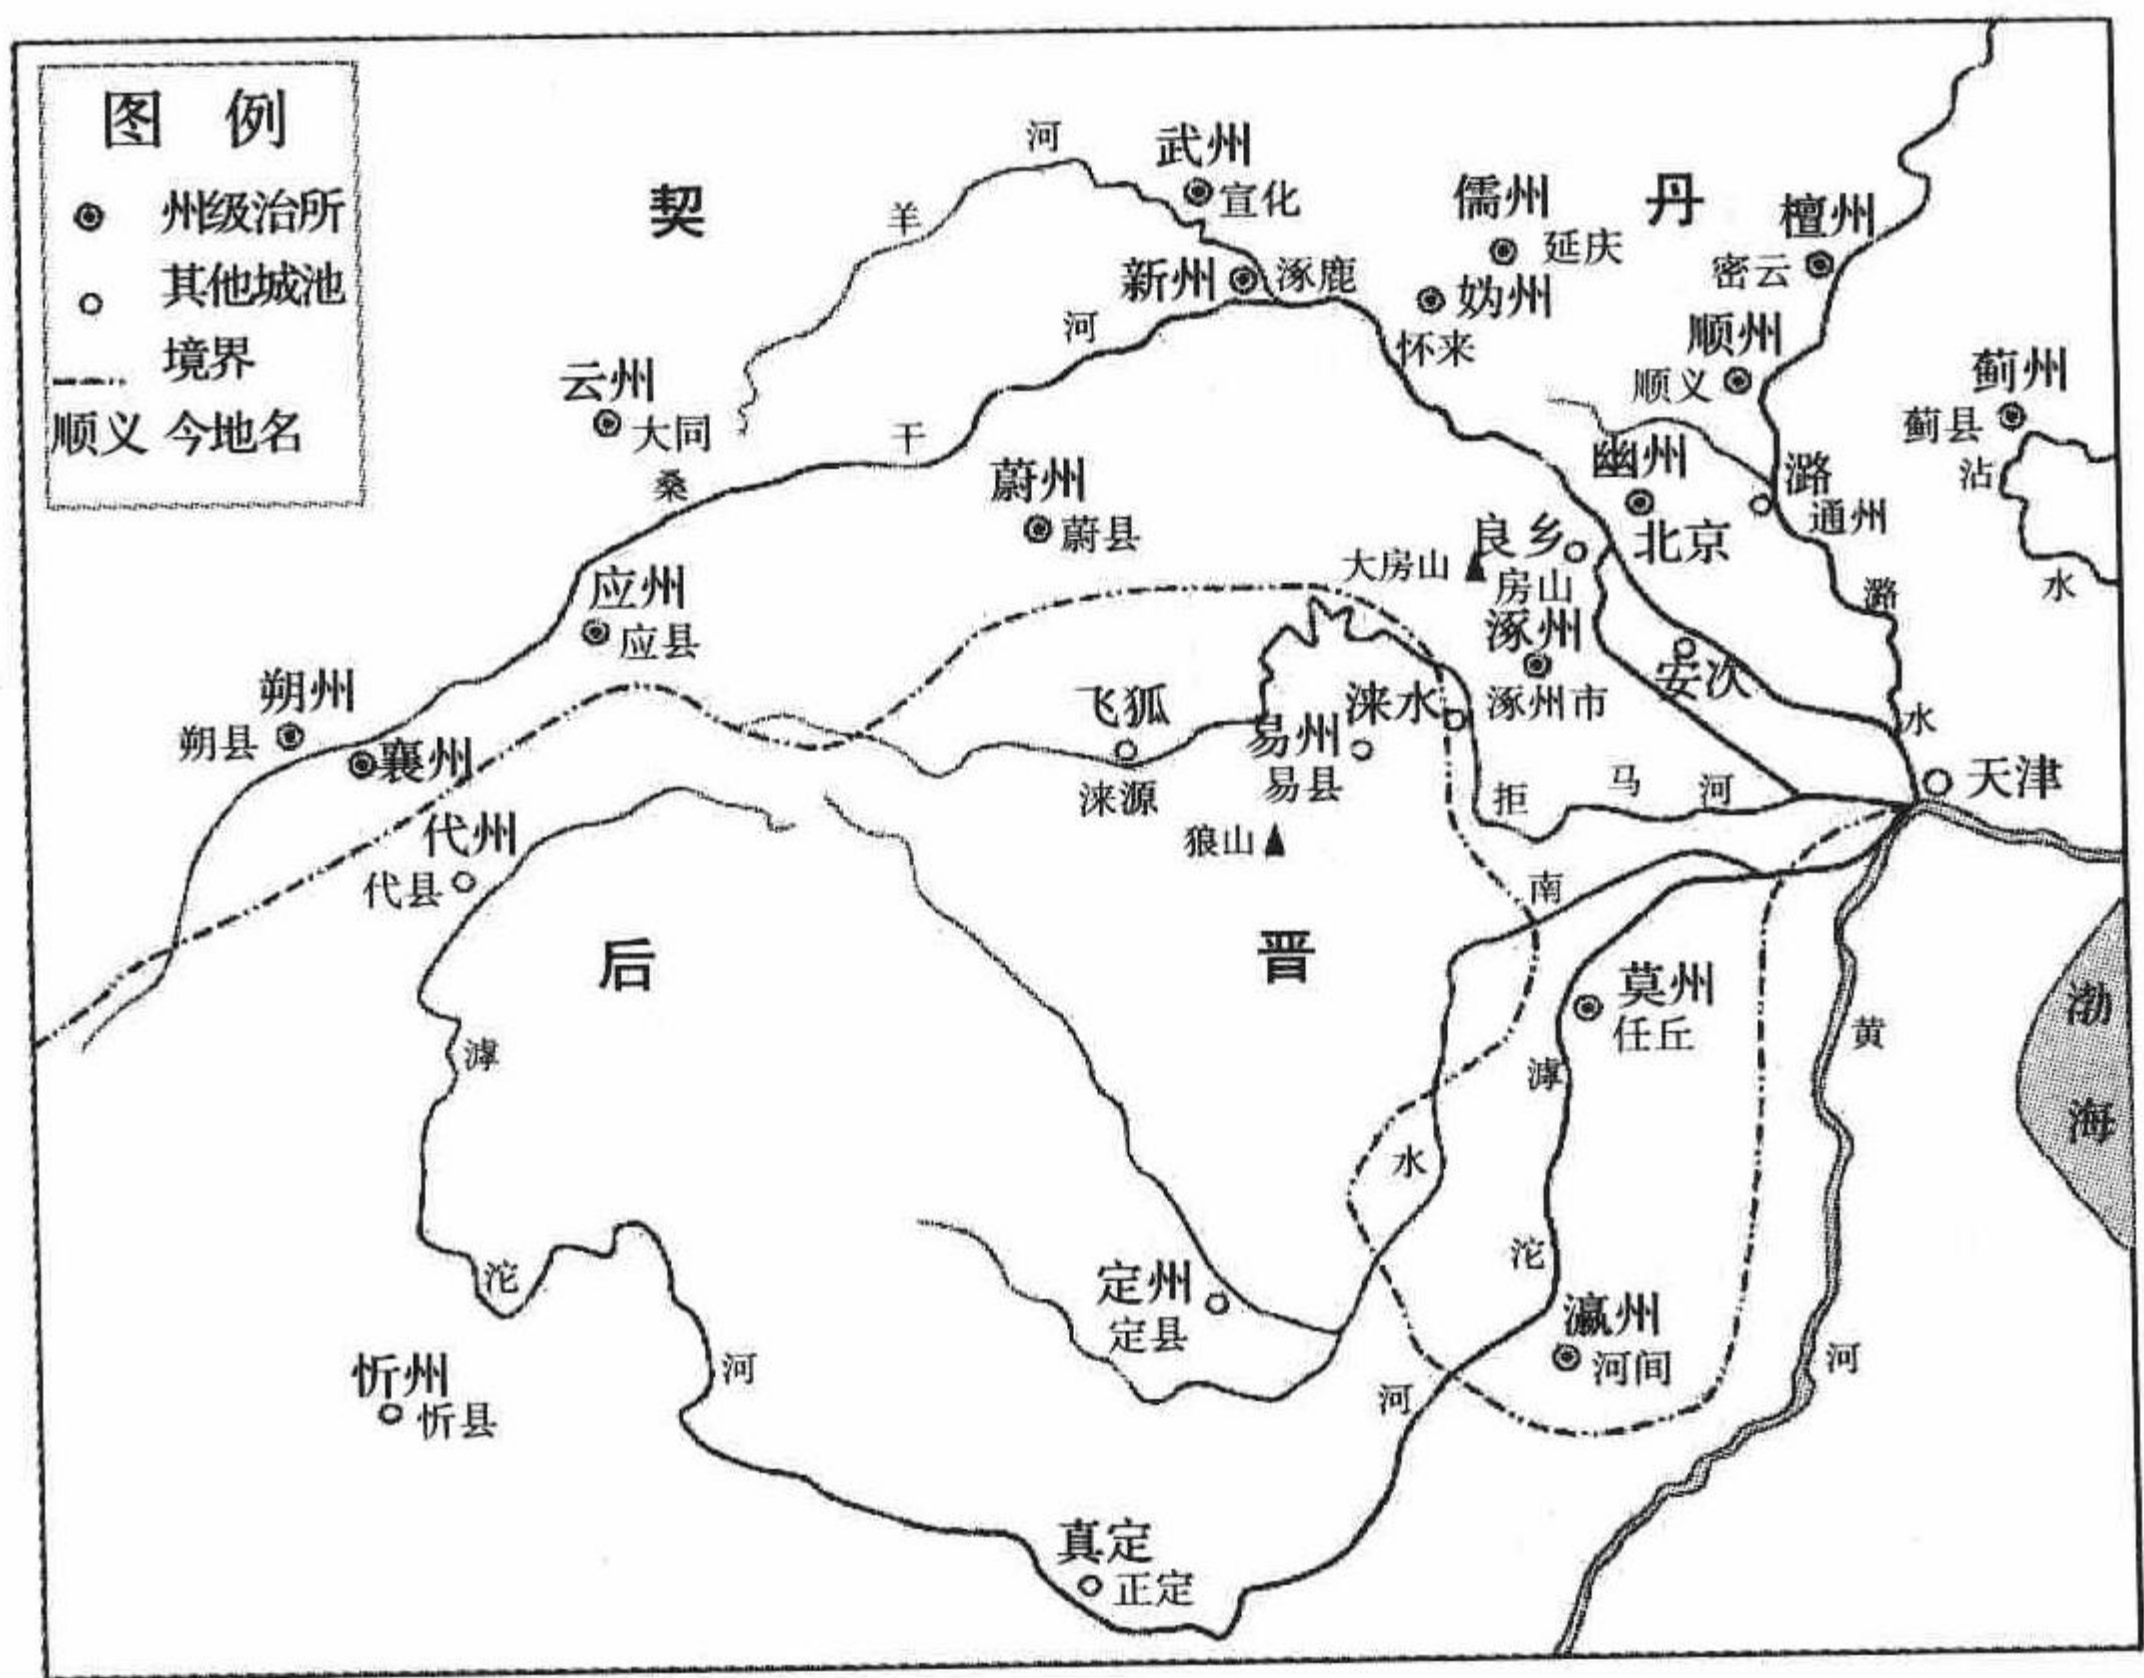 图 例
州级治所
其他城池
境界
顺义 今地名
契
丹
后
晋
羊
河
武州
宣化
儒州
延庆
檀州
密云
新州
涿鹿
妫州
怀来
顺州
顺义
蓟州
蓟县
沽
水
云州
大同
桑
干
河
蔚州
蔚县
幽州
北京
潞
通州
潞
水
良乡
房山
大房山
应州
应县
涿州
涿州市
安次
朔州
朔县
襄州
飞狐
涞源
涞水
易州
易县
狼山
拒
马
河
天津
代州
代县
南
水
莫州
任丘
滹
沱
河
滹
沱
河
黄
河
渤
海
定州
定县
瀛州
河间
忻州
忻县
真定
正定